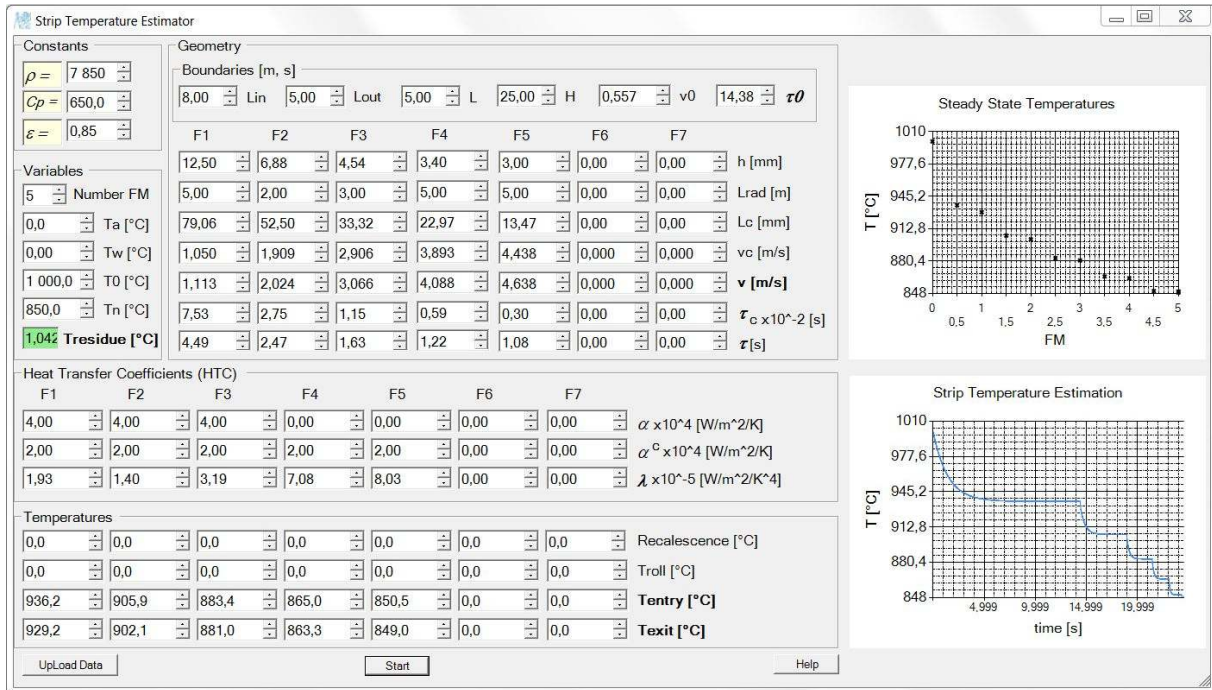 Strip Temperature Estimator
Constants
ρ = 7 850
Cp = 650,0
ε = 0,85
Variables
5 Number FM
0,0 Ta [°C]
0,00 Tw [°C]
1 000,0 T0 [°C]
850,0 Tn [°C]
1,042 Tresidue [°C]
Geometry
Boundaries [m, s]
8,00 Lin 5,00 Lout 5,00 L 25,00 H 0,557 v0 14,38 τ0
F1 F2 F3 F4 F5 F6 F7
12,50 6,88 4,54 3,40 3,00 0,00 0,00 h [mm]
5,00 2,00 3,00 5,00 5,00 0,00 0,00 Lrad [m]
79,06 52,50 33,32 22,97 13,47 0,00 0,00 Lc [mm]
1,050 1,909 2,906 3,893 4,438 0,000 0,000 vc [m/s]
1,113 2,024 3,066 4,088 4,638 0,000 0,000 v [m/s]
7,53 2,75 1,15 0,59 0,30 0,00 0,00 τ c x10^-2 [s]
4,49 2,47 1,63 1,22 1,08 0,00 0,00 τ [s]
Heat Transfer Coefficients (HTC)
F1 F2 F3 F4 F5 F6 F7
4,00 4,00 4,00 0,00 0,00 0,00 0,00 α x10^4 [W/m^2/K]
2,00 2,00 2,00 2,00 2,00 0,00 0,00 α c x10^4 [W/m^2/K]
1,93 1,40 3,19 7,08 8,03 0,00 0,00 λ x10^-5 [W/m^2/K^4]
Temperatures
0,0 0,0 0,0 0,0 0,0 0,0 0,0 Recalescence [°C]
0,0 0,0 0,0 0,0 0,0 0,0 0,0 Troll [°C]
936,2 905,9 883,4 865,0 850,5 0,0 0,0 Tentry [°C]
929,2 902,1 881,0 863,3 849,0 0,0 0,0 Texit [°C]
UpLoad Data Start Help
Steady State Temperatures
1010
977,6
945,2
912,8
880,4
848
T [°C]
0 1 2 3 4 5
0,5 1,5 2,5 3,5 4,5
FM
Strip Temperature Estimation
1010
977,6
945,2
912,8
880,4
848
T [°C]
4,999 9,999 14,999 19,999
time [s]